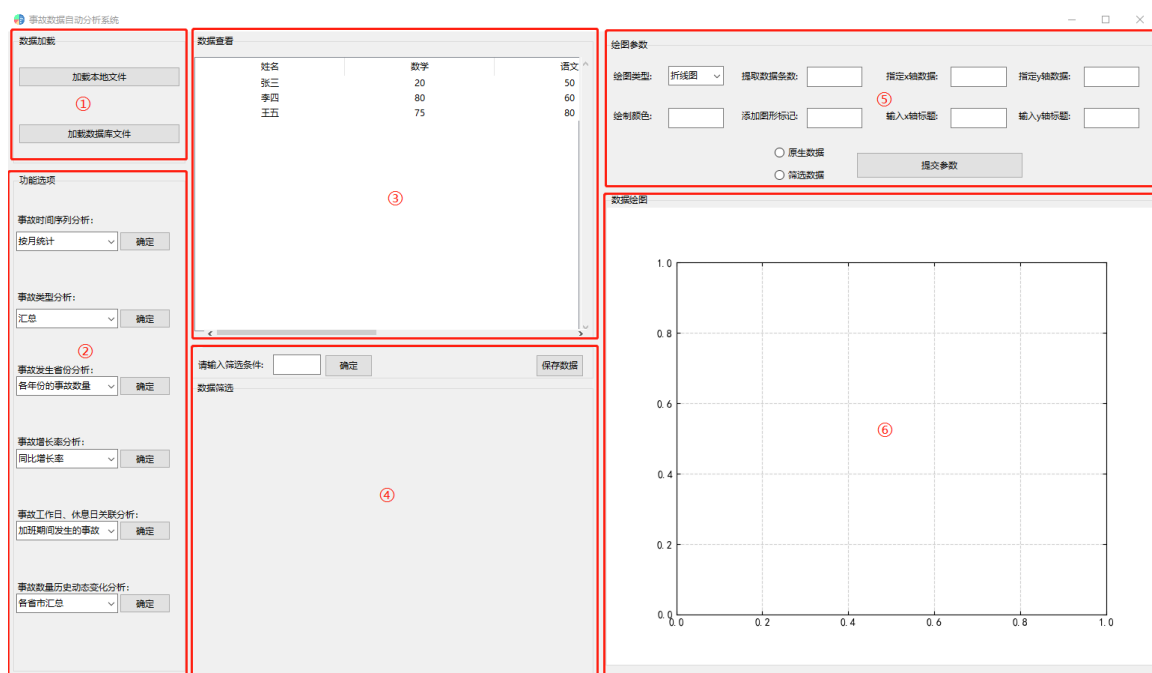 事故数据自动分析系统
数据加载
加载本地文件
①
加载数据库文件
功能选项
事故时间序列分析:
按月统计 确定
事故类型分析:
汇总 确定
②
事故发生省份分析:
各年份的事故数量 确定
事故增长率分析:
同比增长率 确定
事故工作日、休息日关联分析:
加班期间发生的事故 确定
事故数量历史动态变化分析:
各省市汇总 确定
数据查看
姓名 数学 语文
张三 20 50
李四 80 60
王五 75 80
③
请输入筛选条件: 确定 保存数据
数据筛选
④
绘图参数
绘图类型: 折线图 提取数据条数: 指定x轴数据: 指定y轴数据:
⑤
绘制颜色: 添加图形标记: 输入x轴标题: 输入y轴标题:
原生数据
提交参数
筛选数据
数据绘图
1.0
0.8
0.6
⑥
0.4
0.2
0.0
0.0 0.2 0.4 0.6 0.8 1.0